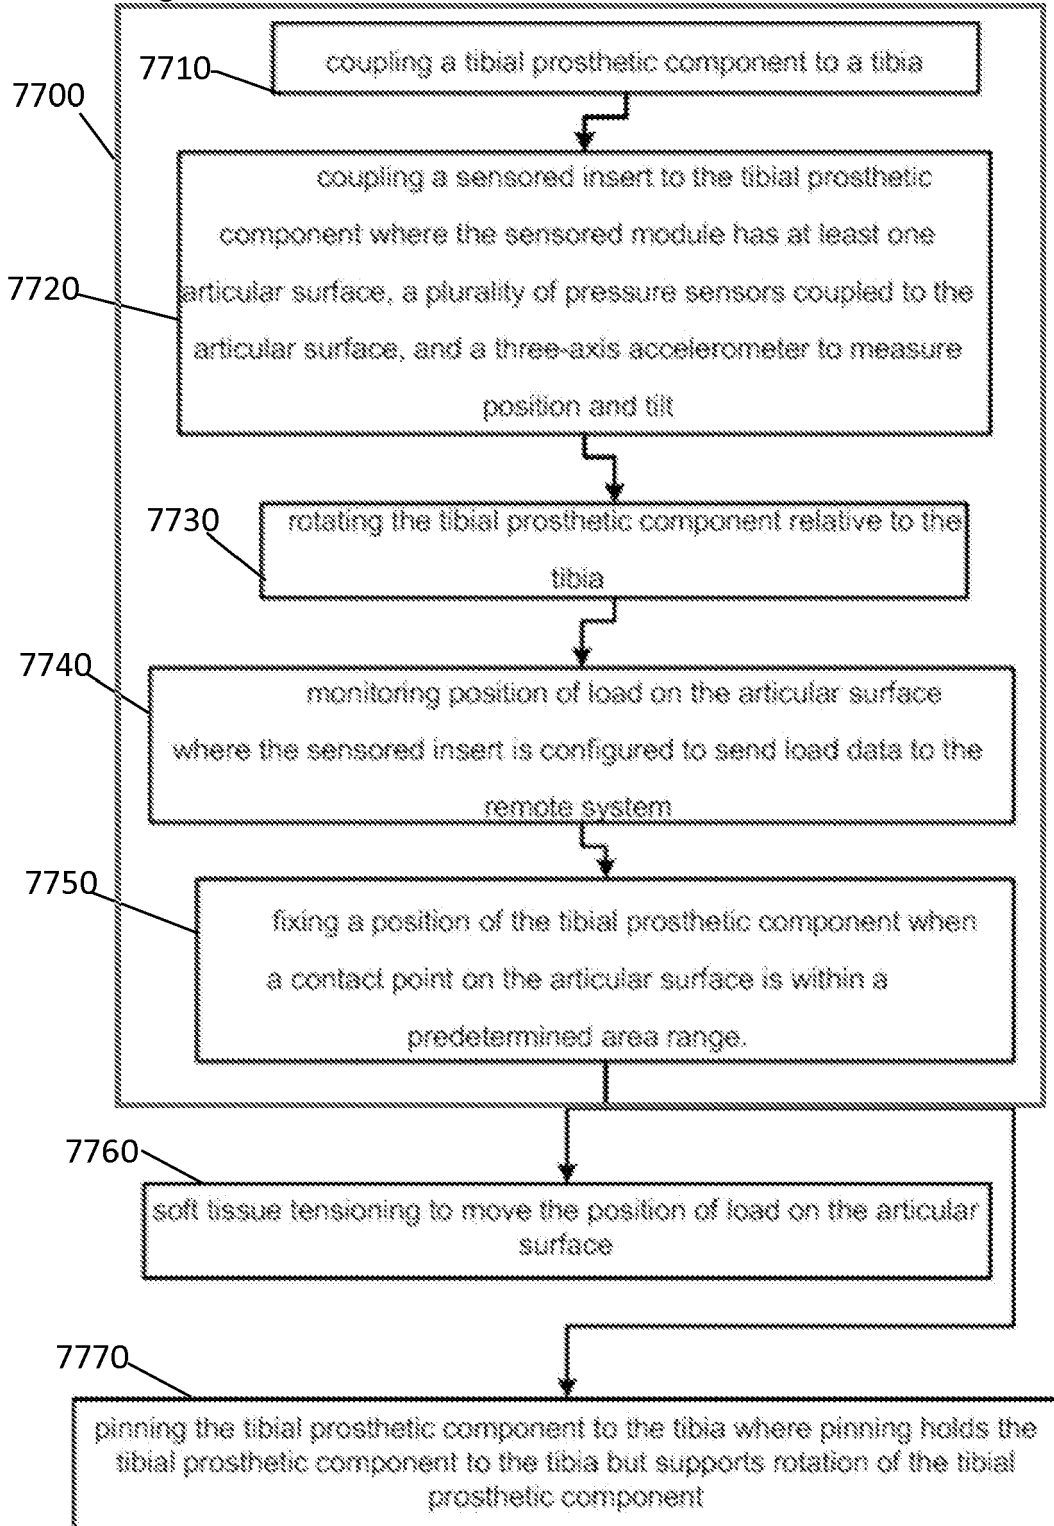 7700
7710
coupling a tibial prosthetic component to a tibia
7720
coupling a sensored insert to the tibial prosthetic
component where the sensored module has at least one
articular surface, a plurality of pressure sensors coupled to the
articular surface, and a three-axis accelerometer to measure
position and tilt
7730
rotating the tibial prosthetic component relative to the
tibia
7740
monitoring position of load on the articular surface
where the sensored insert is configured to send load data to the
remote system
7750
fixing a position of the tibial prosthetic component when
a contact point on the articular surface is within a
predetermined area range.
7760
soft tissue tensioning to move the position of load on the articular
surface
7770
pinning the tibial prosthetic component to the tibia where pinning holds the
tibial prosthetic component to the tibia but supports rotation of the tibial
prosthetic component